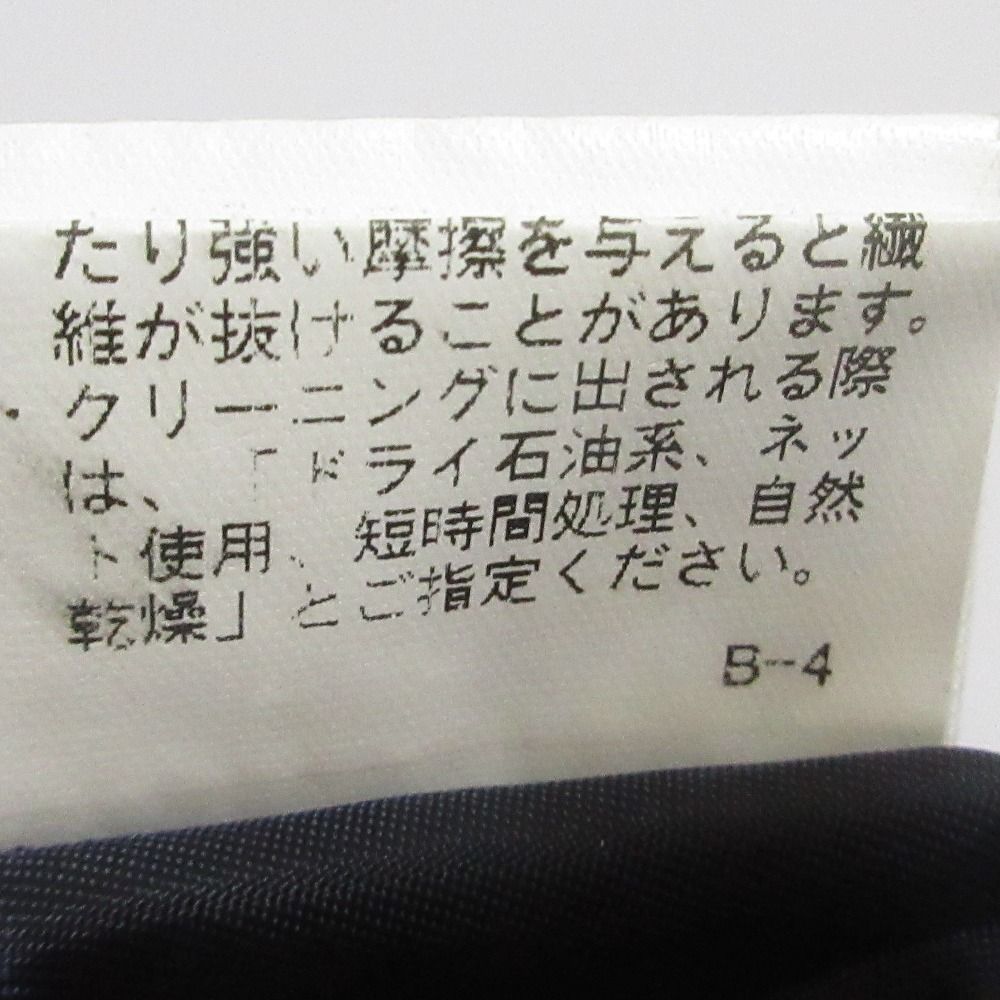 たり強い摩擦を与えると繊
維が抜けることがあります。
・クリーニングに出される際
は、「ドライ石油系、ネッ
ト使用、短時間処理、自然
乾燥」とご指定ください。
B-4